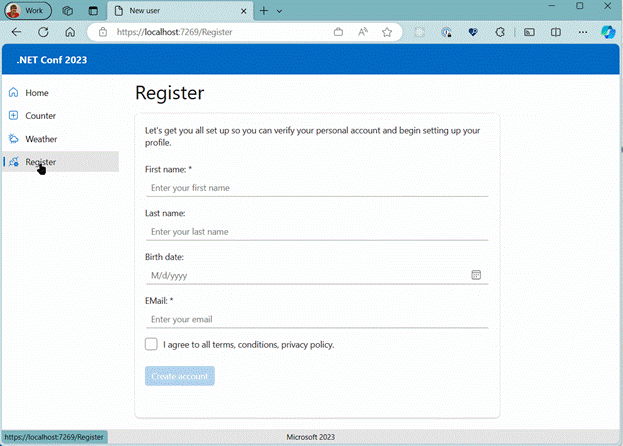 Work
New user
https://localhost:7269/Register
.NET Conf 2023
Home
Counter
Weather
Register
Register
Let's get you all set up so you can verify your personal account and begin setting up your
profile.
First name: *
Enter your first name
Last name:
Enter your last name
Birth date:
M/d/yyyy
EMail: *
Enter your email
I agree to all terms, conditions, privacy policy.
Create account
https://localhost:7269/Register
Microsoft 2023